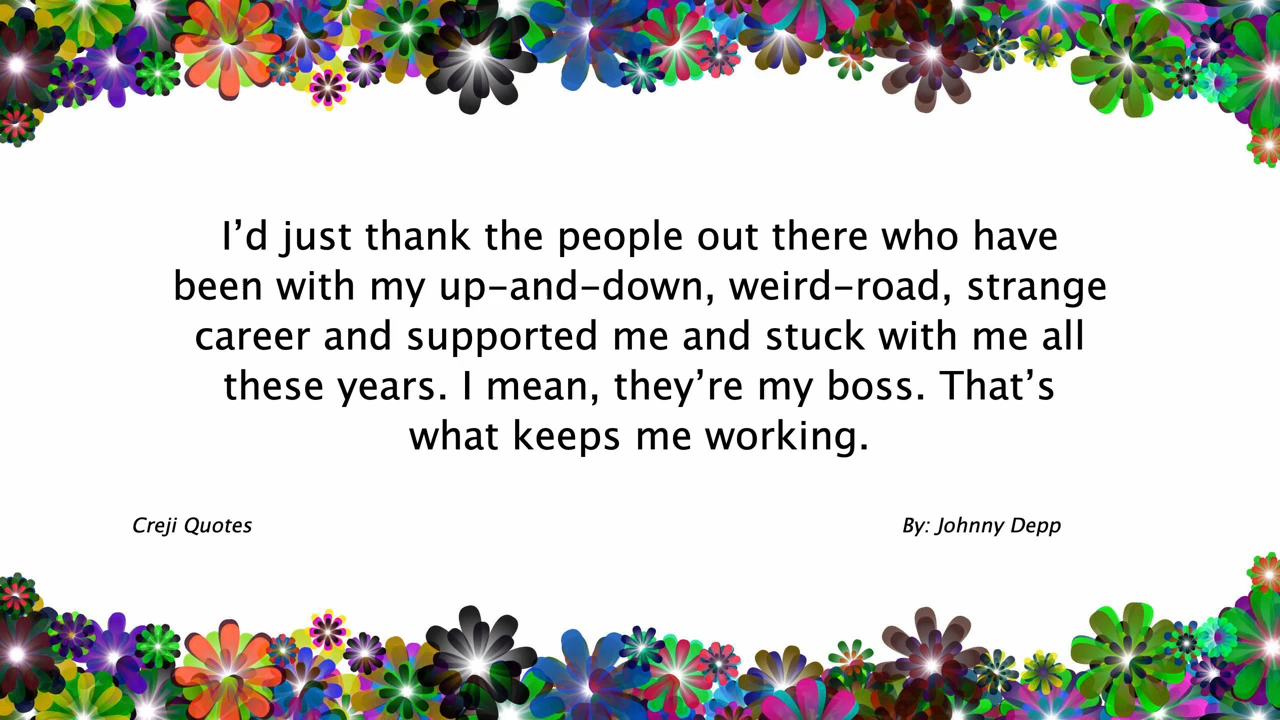 I’d just thank the people out there who have
been with my up-and-down, weird-road, strange
career and supported me and stuck with me all
these years. I mean, they’re my boss. That’s
what keeps me working.
Creji Quotes
By: Johnny Depp